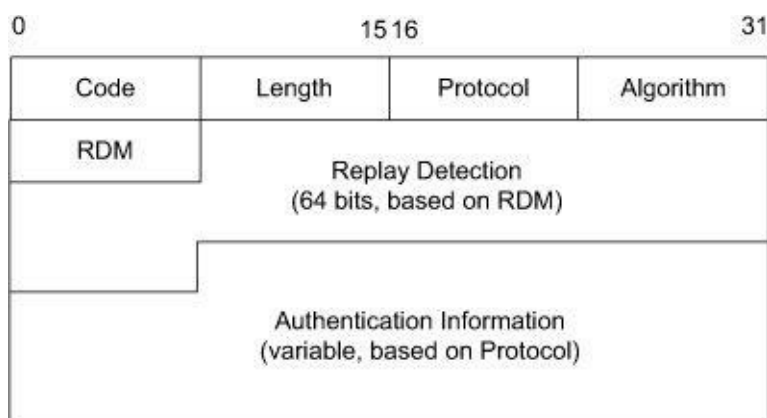 0 15 16 31
Code Length Protocol Algorithm
RDM
Replay Detection
(64 bits, based on RDM)
Authentication Information
(variable, based on Protocol)